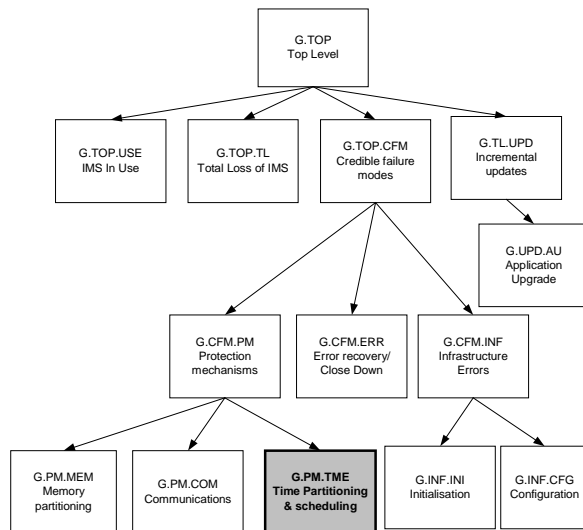 G.TOP
Top Level
G.TOP.USE
IMS In Use
G.TOP.TL
Total Loss of IMS
G.TOP.CFM
Credible failure
modes
G.TL.UPD
Incremental
updates
G.UPD.AU
Application
Upgrade
G.CFM.PM
Protection
mechanisms
G.CFM.ERR
Error recovery/
Close Down
G.CFM.INF
Infrastructure
Errors
G.PM.MEM
Memory
partitioning
G.PM.COM
Communications
G.PM.TME
Time Partitioning
& scheduling
G.INF.INI
Initialisation
G.INF.CFG
Configuration